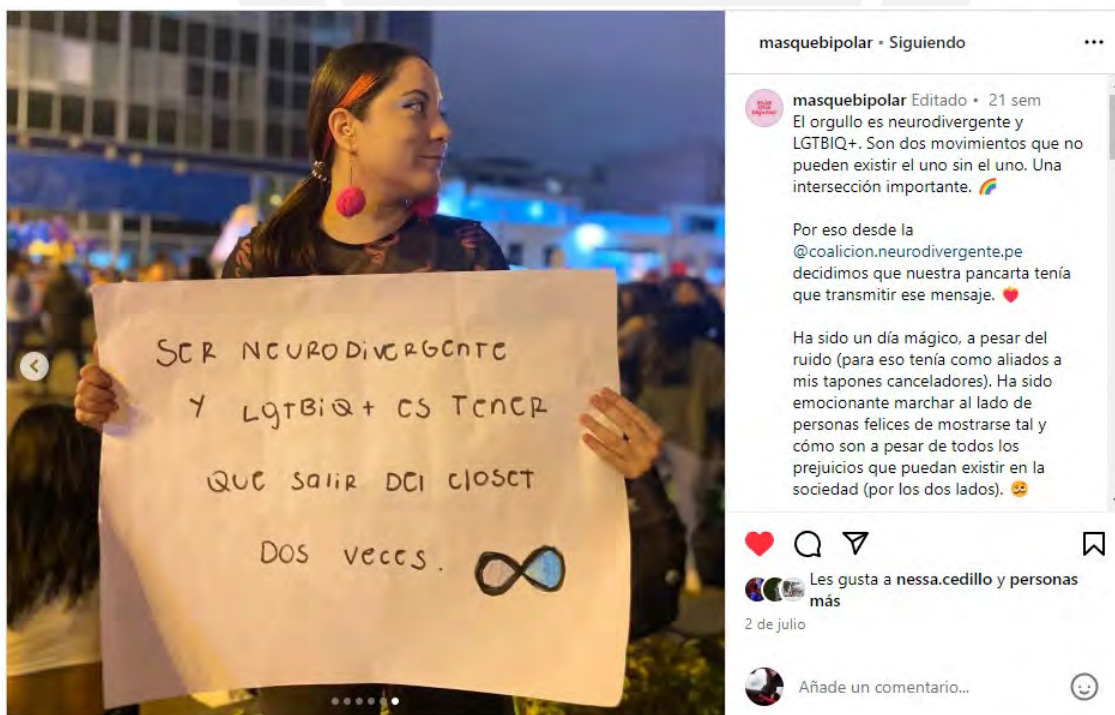 SER NEURODIVERGENTE
Y LGTBIQ+ ES TENER
QUE SALIR DEL CLOSET
DOS VECES.
masquebipolar • Siguiendo
masquebipolar Editado • 21 sem
El orgullo es neurodivergente y
LGTBIQ+. Son dos movimientos que no
pueden existir el uno sin el uno. Una
intersección importante. 🌈
Por eso desde la
@coalicion.neurodivergente.pe
decidimos que nuestra pancarta tenía
que transmitir ese mensaje. ❤️
Ha sido un día mágico, a pesar del
ruido (para eso tenía como aliados a
mis tapones canceladores). Ha sido
emocionante marchar al lado de
personas felices de mostrarse tal y
cómo son a pesar de todos los
prejuicios que puedan existir en la
sociedad (por los dos lados). 🥴
Les gusta a nessa.cedillo y personas
más
2 de julio
Añade un comentario...